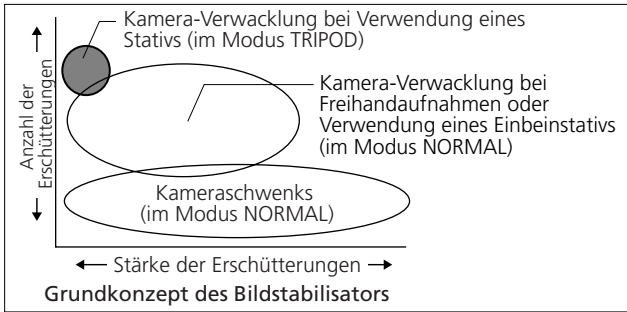 Kamera-Verwacklung bei Verwendung eines
Stativs (im Modus TRIPOD)
Kamera-Verwacklung bei
Freihandaufnahmen oder
Verwendung eines Einbeinstativs
(im Modus NORMAL)
Anzahl der
Erschütterungen
Kameraschwenks
(im Modus NORMAL)
Stärke der Erschütterungen
Grundkonzept des Bildstabilisators